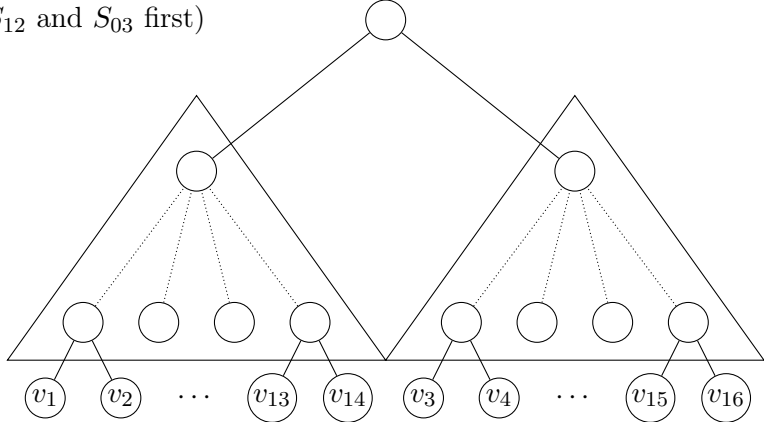 S₁₂ and S₀₃ first)
v₁ v₂ ... v₁₃ v₁₄ v₃ v₄ ... v₁₅ v₁₆